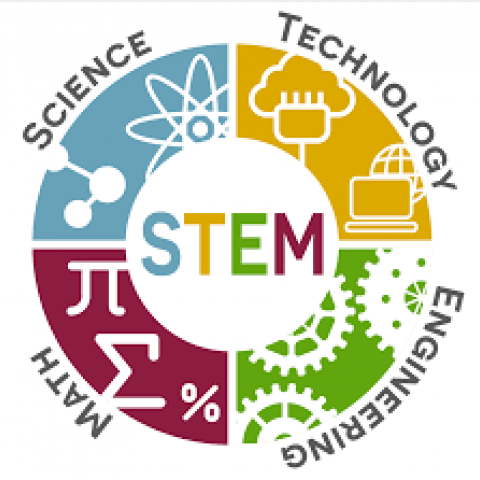 SCIENCE
TECHNOLOGY
STEM
π
Σ
%
MATH
ENGINEERING